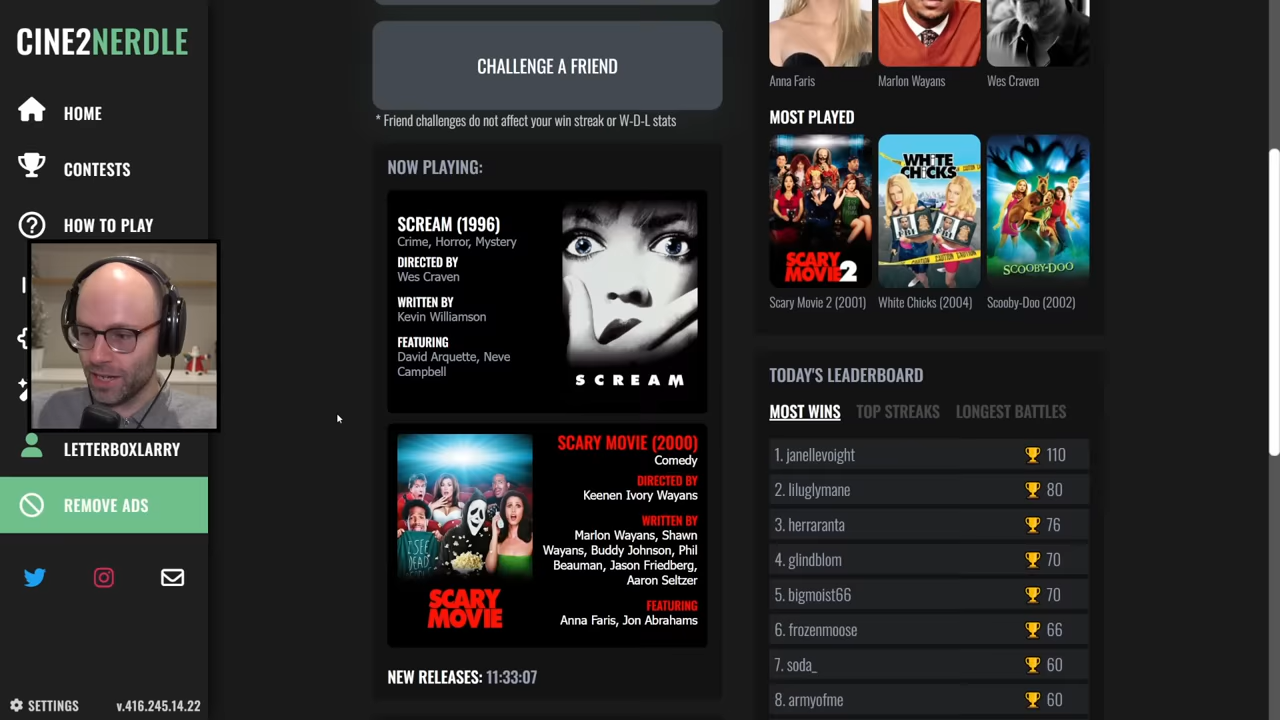 CINE2NERDLE
HOME
CONTESTS
HOW TO PLAY
LETTERBOXLARRY
REMOVE ADS
SETTINGS
v.416.245.14.22
CHALLENGE A FRIEND
* Friend challenges do not affect your win streak or W-D-L stats
NOW PLAYING:
SCREAM (1996)
Crime, Horror, Mystery
DIRECTED BY
Wes Craven
WRITTEN BY
Kevin Williamson
FEATURING
David Arquette, Neve
Campbell
SCREAM
I SEE
DEAD
SCARY
MOVIE
SCARY MOVIE (2000)
Comedy
DIRECTED BY
Keenen Ivory Wayans
WRITTEN BY
Marlon Wayans, Shawn
Wayans, Buddy Johnson, Phil
Beauman, Jason Friedberg,
Aaron Seltzer
FEATURING
Anna Faris, Jon Abrahams
NEW RELEASES: 11:33:07
Anna Faris
Marlon Wayans
Wes Craven
MOST PLAYED
SCARY
MOVIE 2
WHITE
CHICKS
SCOOBY-DOO
Scary Movie 2 (2001)
White Chicks (2004)
Scooby-Doo (2002)
TODAY'S LEADERBOARD
MOST WINS TOP STREAKS LONGEST BATTLES
1. janellevoight 110
2. liluglymane 80
3. herraranta 76
4. glindblom 70
5. bigmoist66 70
6. frozenmoose 66
7. soda_ 60
8. armyofme 60